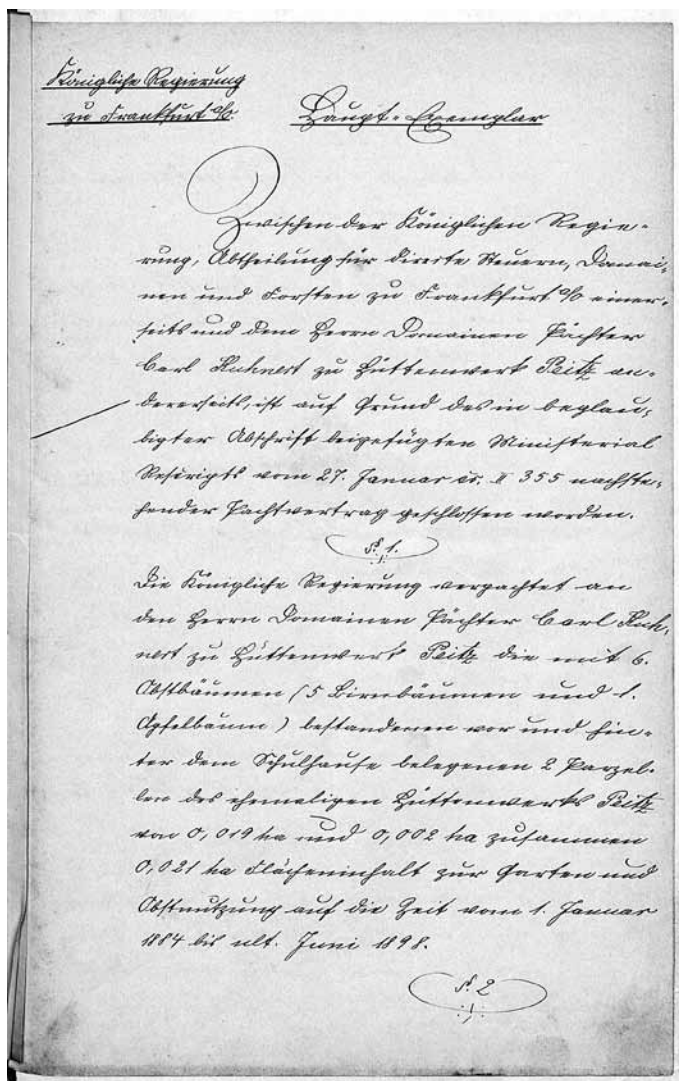 Königliche Regierung
zu Frankfurt a/O.
Haupt-Exemplar
Zwischen der Königlichen Regie-
rung, Abtheilung für directe Steuern, Domai-
nen und Forsten zu Frankfurt a/O einer-
seits und dem Herrn Domainen Pächter
Carl Kuhnert zu Hüttenwerk Peitz an-
dererseits, ist auf Grund des in beglau-
bigter Abschrift beigefügten Ministerial
Rescripts vom 27. Januar cr. II 355 nachste-
hender Pachtvertrag geschlossen worden.
§. 1.
Die Königliche Regierung verpachtet an
den Herrn Domainen Pächter Carl Kuh-
nert zu Hüttenwerk Peitz die mit 6.
Obstbäumen (5 Birnbäumen und 1.
Apfelbaum) bestandenen vor und hin-
ter dem Schulhause belegenen 2 Parzel-
len des ehemaligen Hüttenwerks Peitz
von 0,019 ha und 0,002 ha zusammen
0,021 ha Flächeninhalt zur Garten und
Obstnutzung auf die Zeit vom 1. Januar
1884 bis ult. Juni 1898.
§. 2